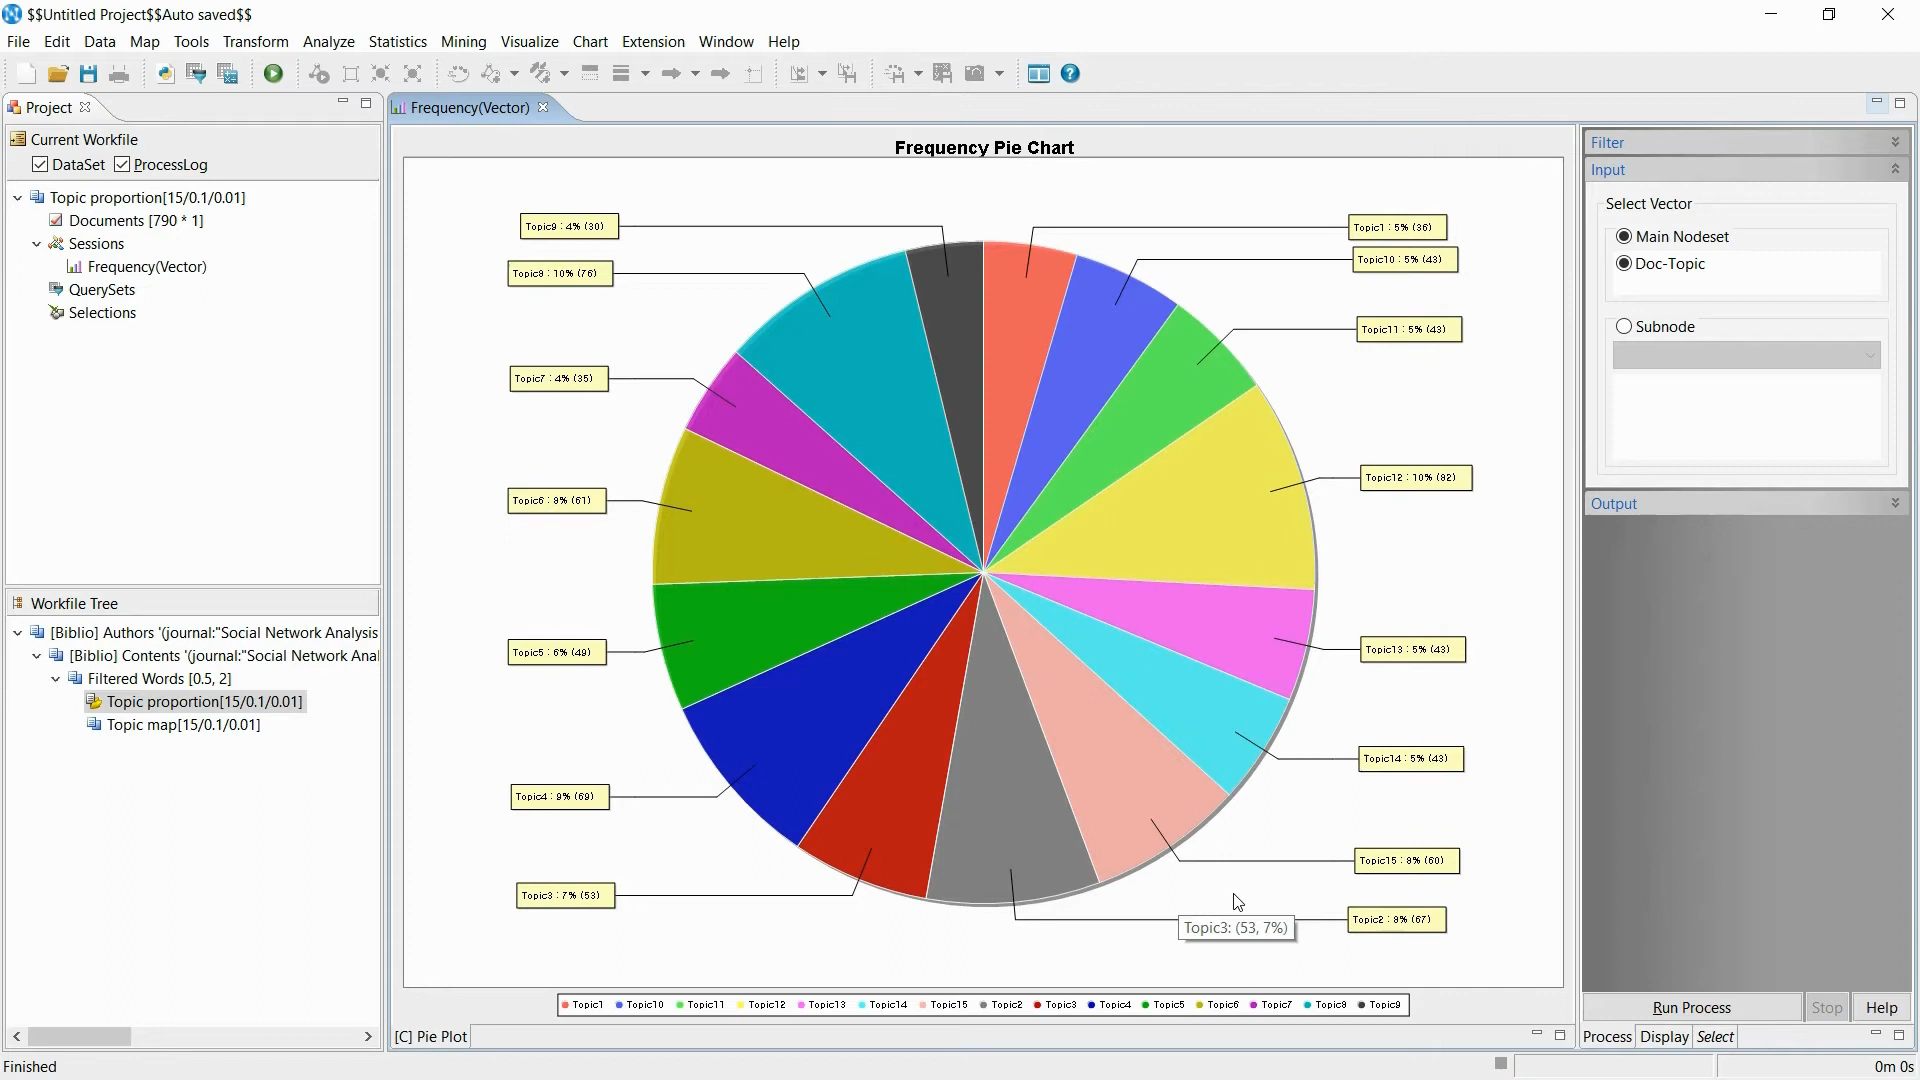 $$Untitled Project$$Auto saved$$
File Edit Data Map Tools Transform Analyze Statistics Mining Visualize Chart Extension Window Help
Project
Current Workfile
DataSet ProcessLog
Topic proportion[15/0.1/0.01]
Documents [790 * 1]
Sessions
Frequency(Vector)
QuerySets
Selections
Workfile Tree
[Biblio] Authors '(journal:"Social Network Analysis
[Biblio] Contents '(journal:"Social Network Anal
Filtered Words [0.5, 2]
Topic proportion[15/0.1/0.01]
Topic map[15/0.1/0.01]
Frequency(Vector)
Frequency Pie Chart
Topic9 : 4% (30)
Topic1 : 5% (36)
Topic10 : 5% (43)
Topic8 : 10% (76)
Topic11 : 5% (43)
Topic7 : 4% (35)
Topic12 : 10% (82)
Topic6 : 8% (61)
Topic13 : 5% (43)
Topic5 : 6% (49)
Topic14 : 5% (43)
Topic4 : 9% (69)
Topic15 : 8% (60)
Topic3 : 7% (53)
Topic2 : 8% (67)
Topic3: (53, 7%)
Topic1 Topic10 Topic11 Topic12 Topic13 Topic14 Topic15 Topic2 Topic3 Topic4 Topic5 Topic6 Topic7 Topic8 Topic9
[C] Pie Plot
Filter
Input
Select Vector
Main Nodeset
Doc-Topic
Subnode
Output
Run Process Stop Help
Process Display Select
Finished
0m 0s